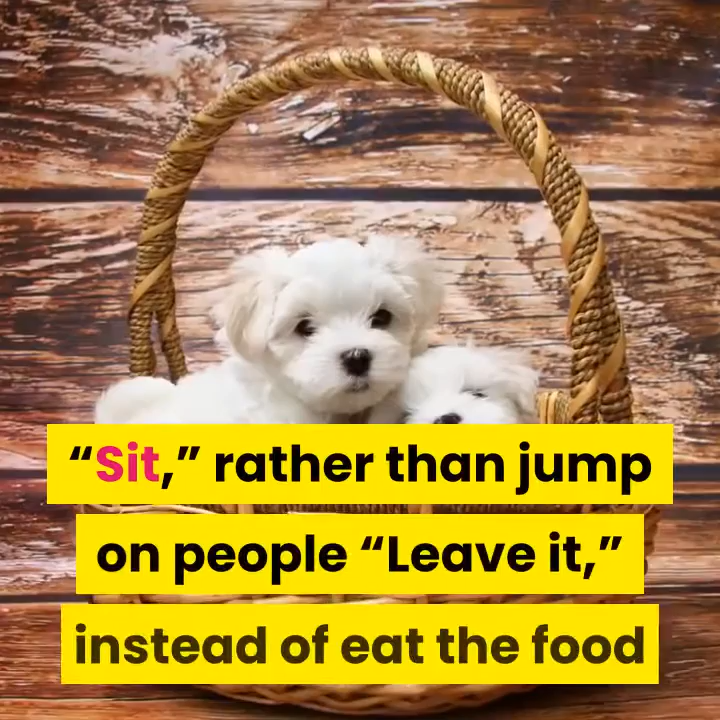 “Sit,” rather than jump
on people “Leave it,”
instead of eat the food